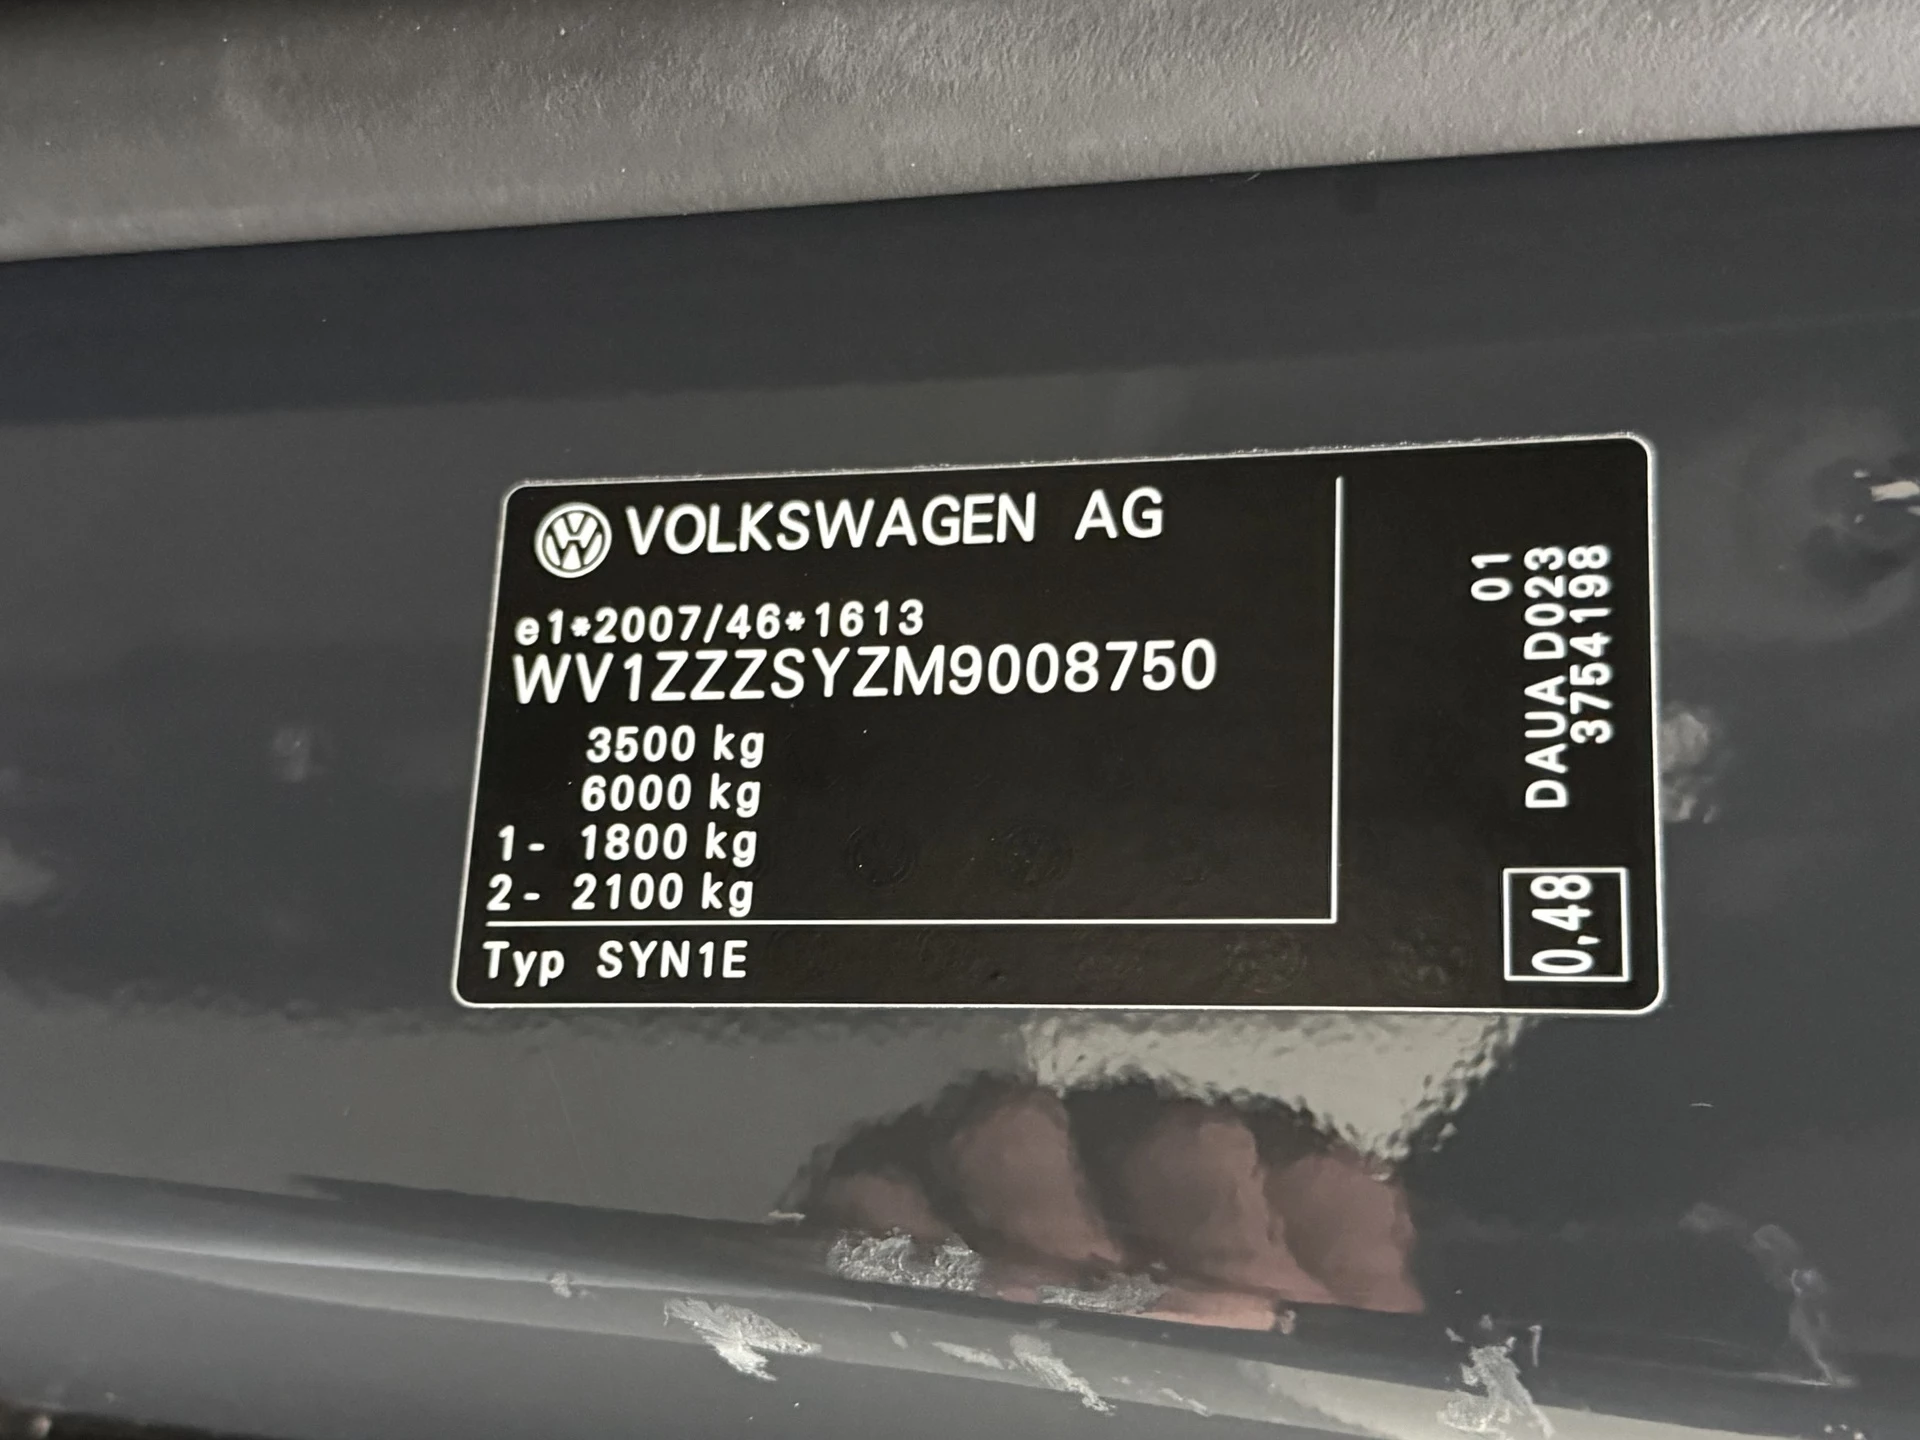 VOLKSWAGEN AG
e1*2007/46*1613
WV1ZZZSYZM9008750
3500 kg
6000 kg
1- 1800 kg
2- 2100 kg
Typ SYN1E
01
DAUA D023
3754198
0,48